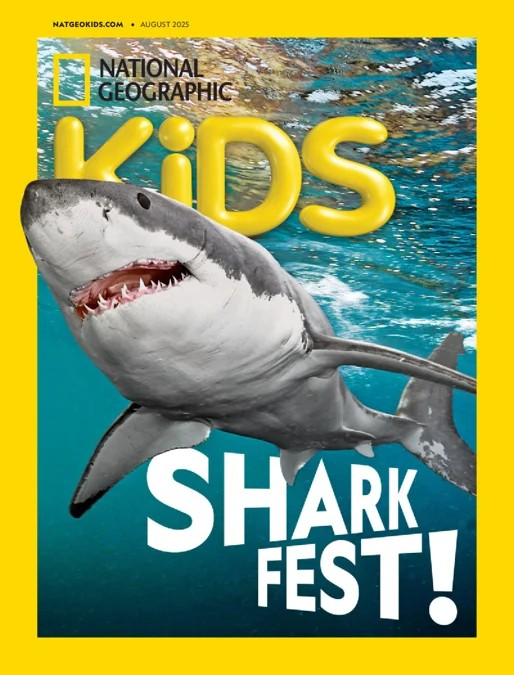 NATGEOKIDS.COM • AUGUST 2025
NATIONAL
GEOGRAPHIC
KiDS
SHARK
FEST!